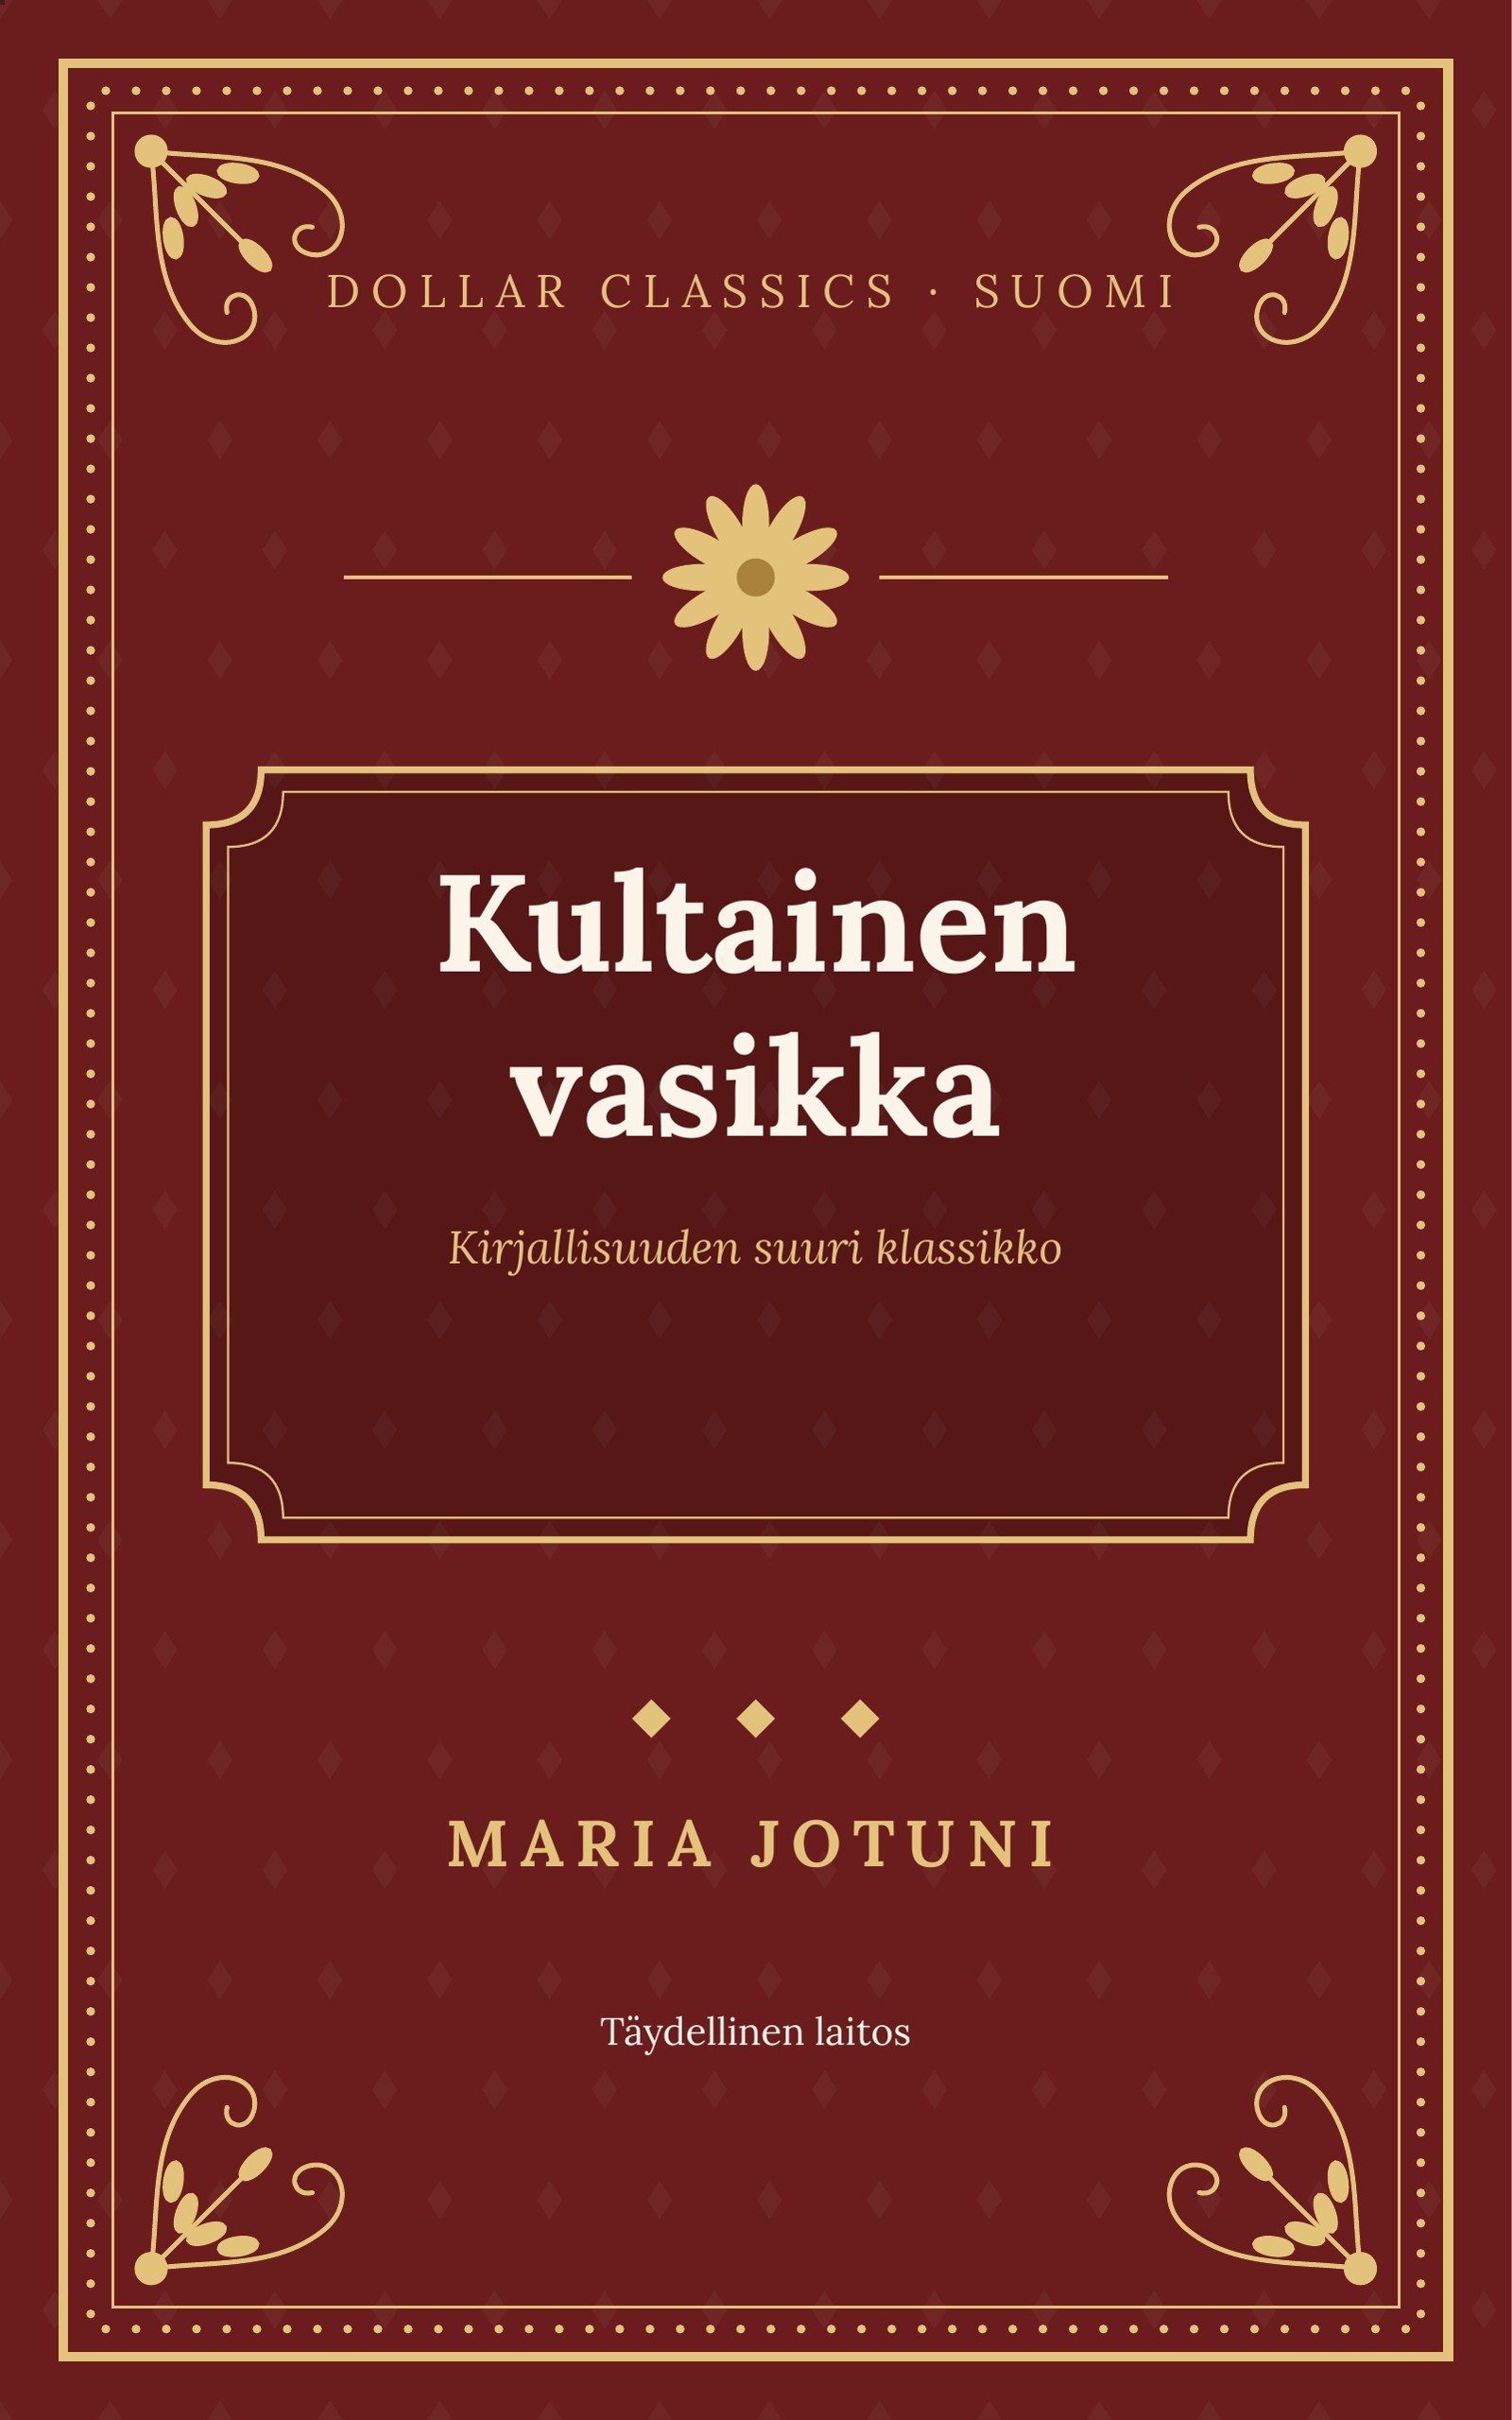 DOLLAR CLASSICS · SUOMI
Kultainen
vasikka
Kirjallisuuden suuri klassikko
MARIA JOTUNI
Täydellinen laitos